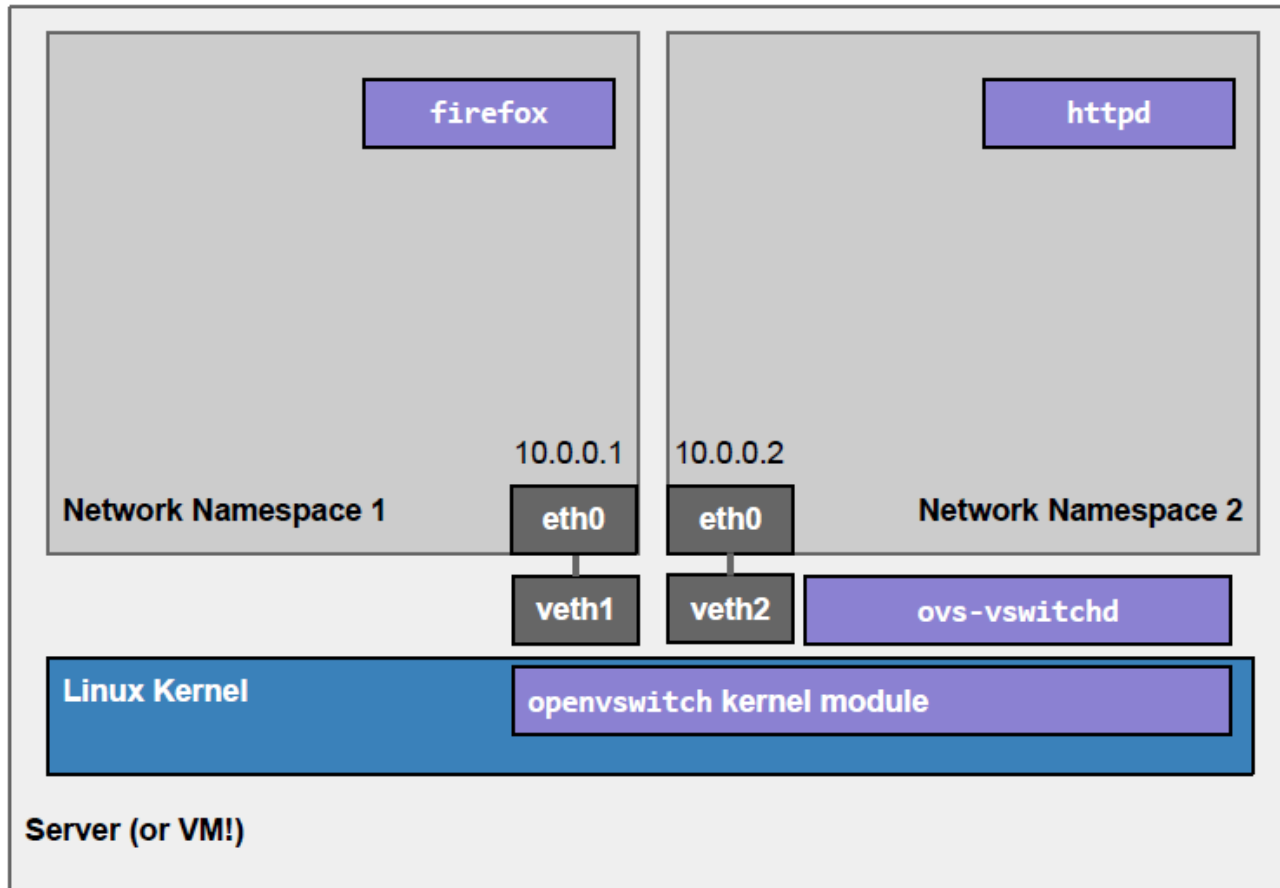 firefox
httpd
10.0.0.1
10.0.0.2
Network Namespace 1
eth0
eth0
Network Namespace 2
veth1
veth2
ovs-vswitchd
Linux Kernel
openvswitch kernel module
Server (or VM!)